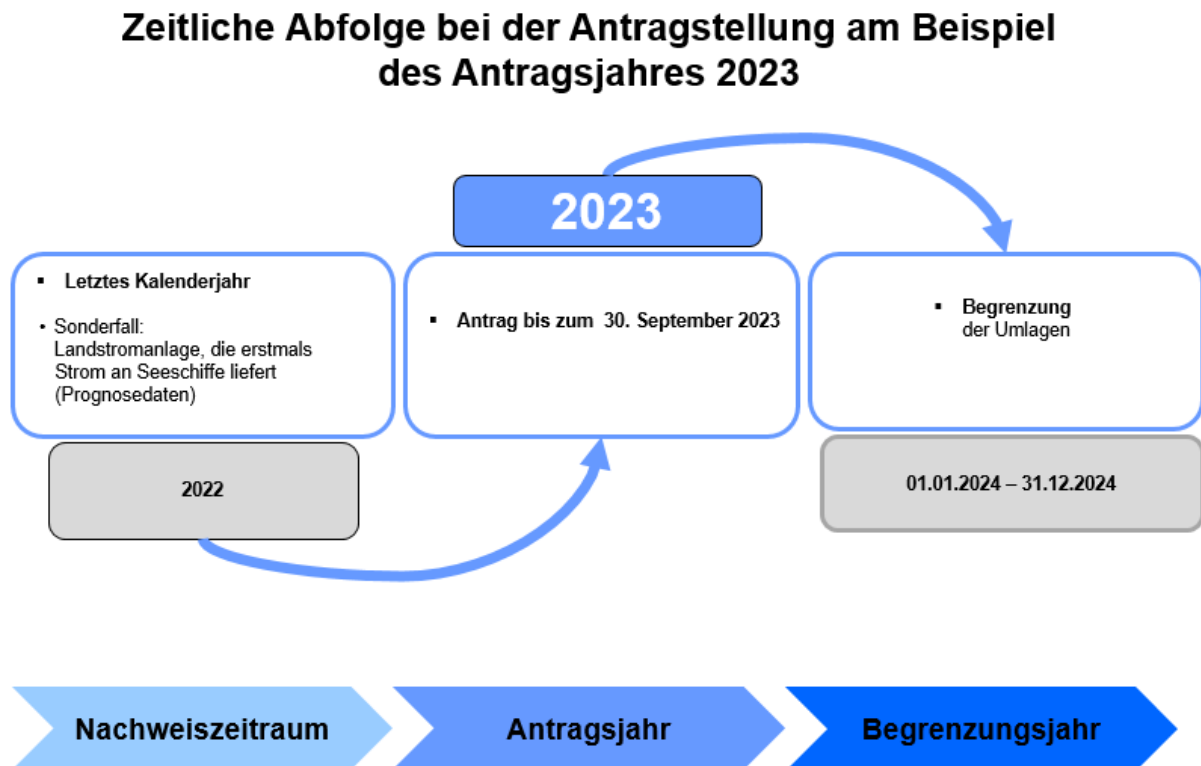 Zeitliche Abfolge bei der Antragstellung am Beispiel
des Antragsjahres 2023
2023
▪ Letztes Kalenderjahr
• Sonderfall:
Landstromanlage, die erstmals
Strom an Seeschiffe liefert
(Prognosedaten)
2022
▪ Antrag bis zum 30. September 2023
▪ Begrenzung
der Umlagen
01.01.2024 – 31.12.2024
Nachweiszeitraum
Antragsjahr
Begrenzungsjahr